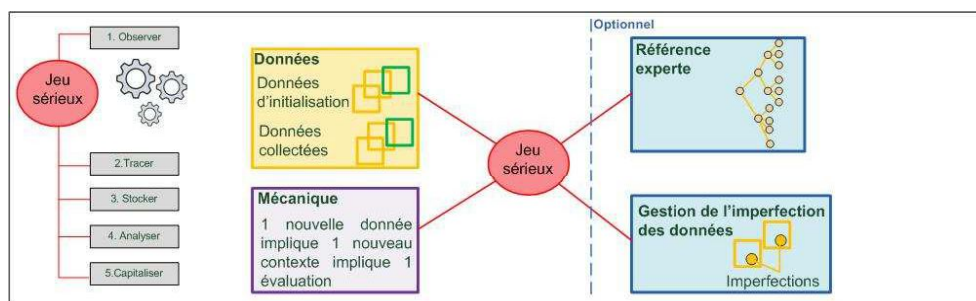 1. Observer
Jeu
sérieux
2.Tracer
3. Stocker
4. Analyser
5.Capitaliser
Données
Données
d'initialisation
Données
collectées
Mécanique
1 nouvelle donnée
implique 1 nouveau
contexte implique 1
évaluation
Jeu
sérieux
Optionnel
Référence
experte
Gestion de l'imperfection
des données
Imperfections